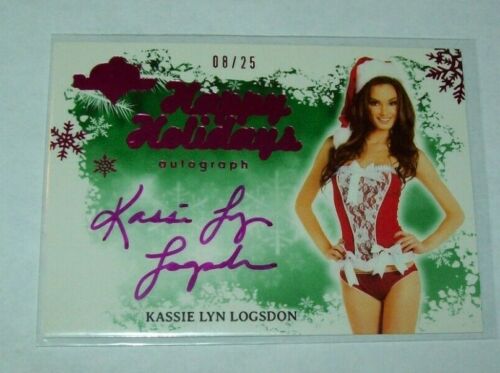 08/25
Happy
Holidays
autograph
Kassie Lyn
Logsdon
KASSIE LYN LOGSDON